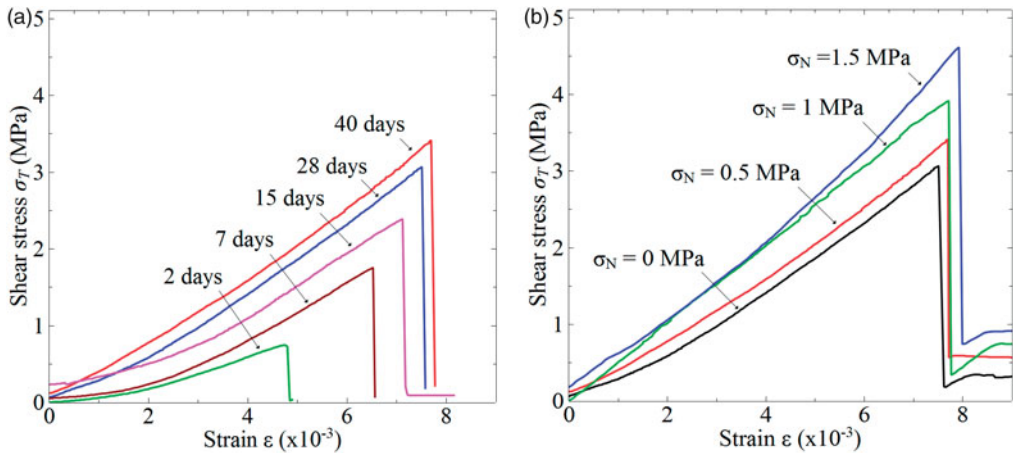 (a)
5
4
3
2
1
0
Shear stress σT (MPa)
40 days
28 days
15 days
7 days
2 days
0 2 4 6 8
Strain ε (x10-3)
(b)
5
4
3
2
1
0
Shear stress σT (MPa)
σN =1.5 MPa
σN = 1 MPa
σN = 0.5 MPa
σN = 0 MPa
0 2 4 6 8
Strain ε (x10-3)